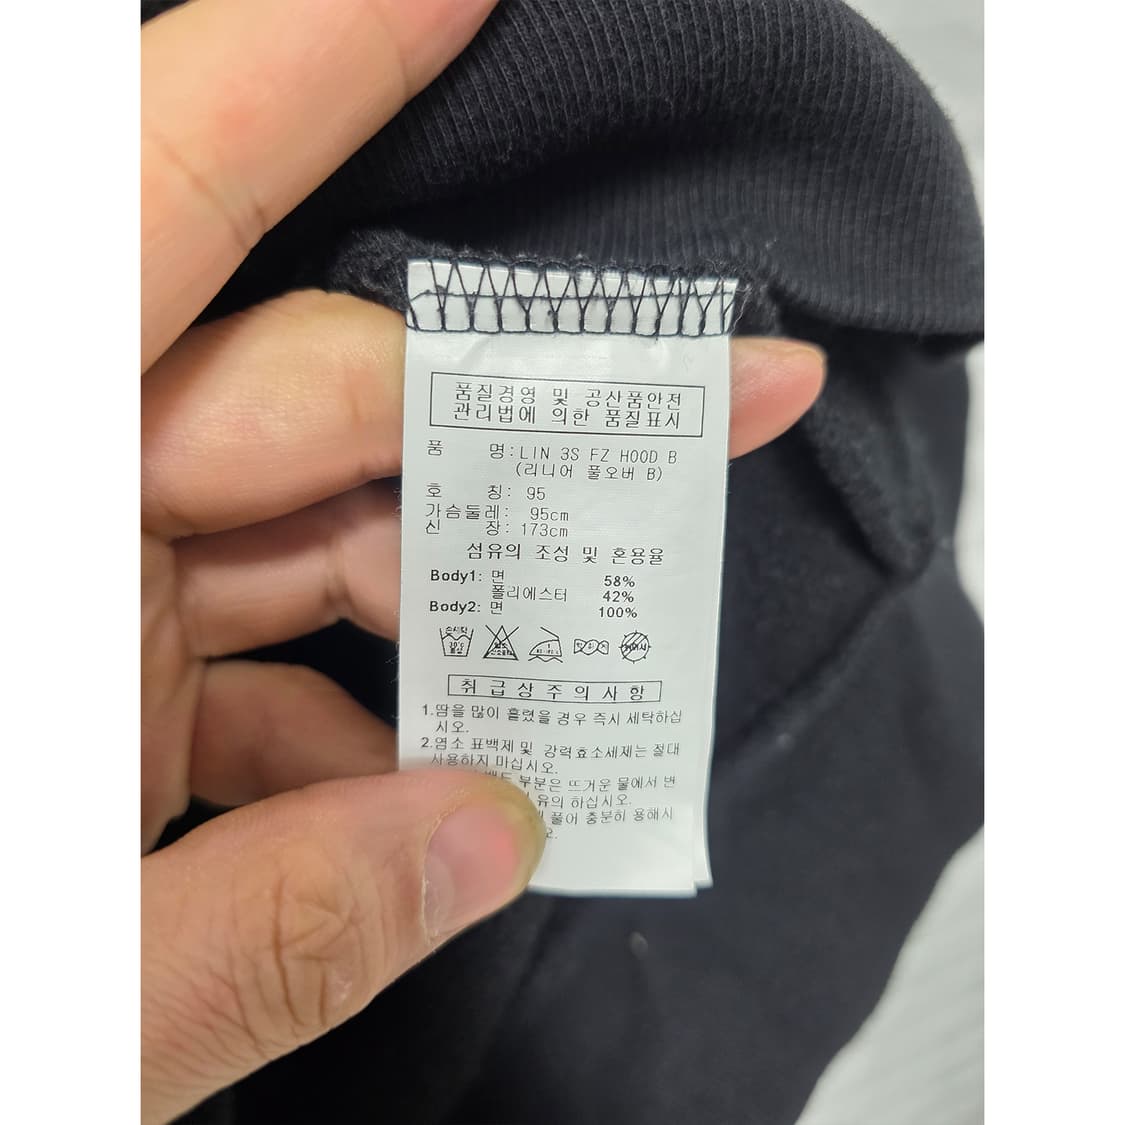 품질경영 및 공산품안전
관리법에 의한 품질표시
품 명:LIN 3S FZ HOOD B
(리니어 풀오버 B)
호 칭: 95
가슴둘레: 95cm
신 장: 173cm
섬유의 조성 및 혼용율
Body1: 면 58%
폴리에스터 42%
Body2: 면 100%
손세탁
30℃
중성
취급상주의사항
1.땀을 많이 흘렸을 경우 즉시 세탁하십
시오.
2.염소 표백제 및 강력효소세제는 절대
사용하지 마십시오.
부분은 뜨거운 물에서 변
유의 하십시오.
풀어 충분히 용해시
오.